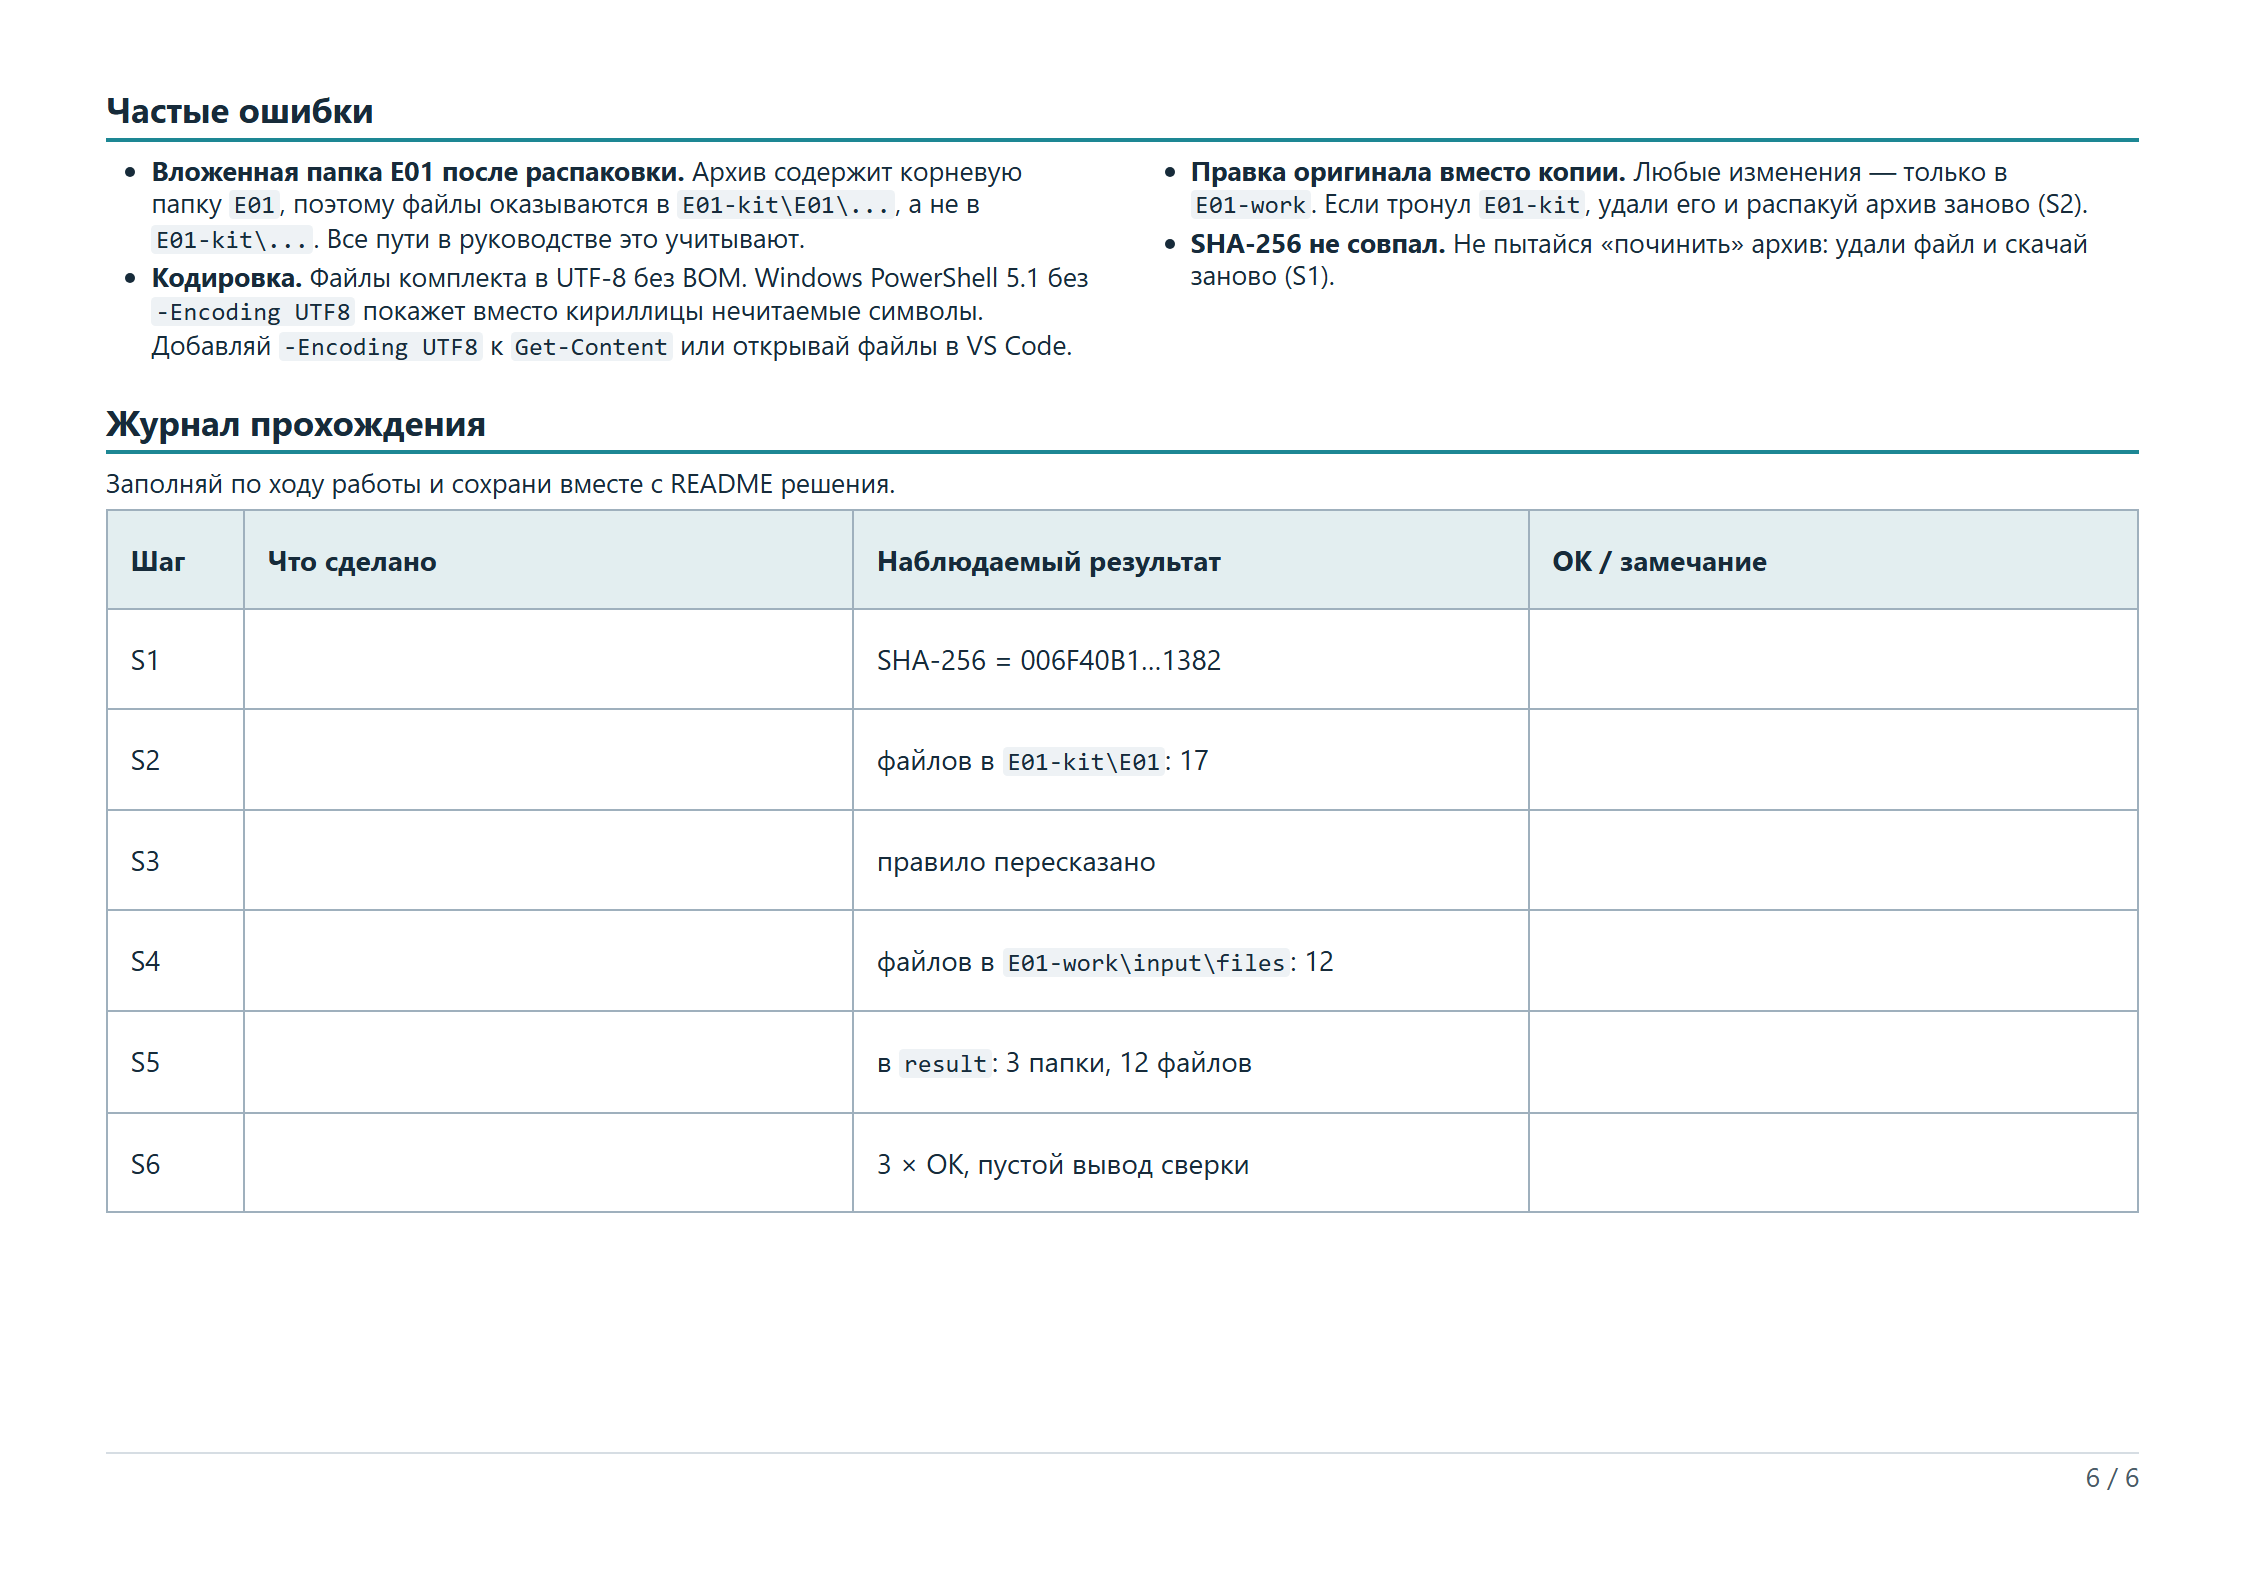 Частые ошибки
• Вложенная папка E01 после распаковки. Архив содержит корневую
папку E01, поэтому файлы оказываются в E01-kit\E01\..., а не в
E01-kit\.... Все пути в руководстве это учитывают.
• Кодировка. Файлы комплекта в UTF-8 без BOM. Windows PowerShell 5.1 без
-Encoding UTF8 покажет вместо кириллицы нечитаемые символы.
Добавляй -Encoding UTF8 к Get-Content или открывай файлы в VS Code.
• Правка оригинала вместо копии. Любые изменения — только в
E01-work. Если тронул E01-kit, удали его и распакуй архив заново (S2).
• SHA-256 не совпал. Не пытайся «починить» архив: удали файл и скачай
заново (S1).
Журнал прохождения
Заполняй по ходу работы и сохрани вместе с README решения.
Шаг Что сделано Наблюдаемый результат ОК / замечание
S1 SHA-256 = 006F40B1...1382
S2 файлов в E01-kit\E01: 17
S3 правило пересказано
S4 файлов в E01-work\input\files: 12
S5 в result: 3 папки, 12 файлов
S6 3 × ОК, пустой вывод сверки
6 / 6